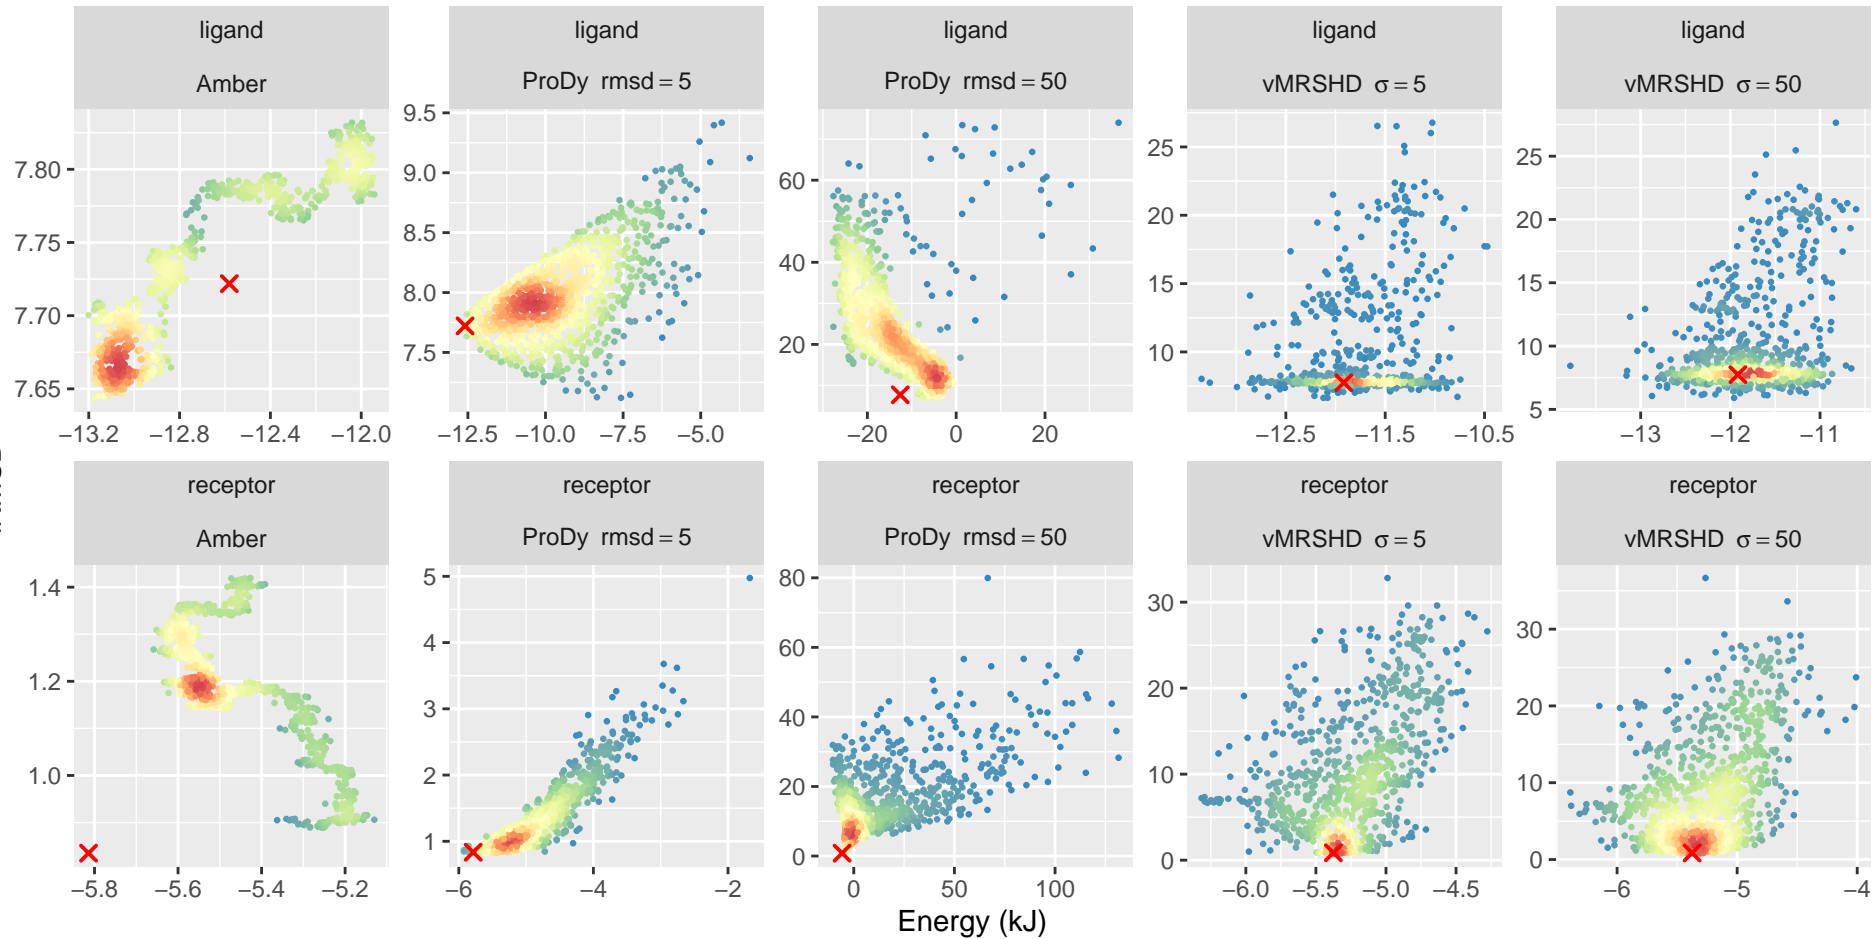 ligand ligand ligand ligand ligand
Amber ProDy rmsd = 5 ProDy rmsd = 50 vMRSHD σ = 5 vMRSHD σ = 50
7.80
7.75
7.70
7.65
−13.2 −12.8 −12.4 −12.0
9.5
9.0
8.5
8.0
7.5
−12.5 −10.0 −7.5 −5.0
60
40
20
−20 0 20
25
20
15
10
−12.5 −11.5 −10.5
25
20
15
10
5
−13 −12 −11
receptor receptor receptor receptor receptor
Amber ProDy rmsd = 5 ProDy rmsd = 50 vMRSHD σ = 5 vMRSHD σ = 50
1.4
1.2
1.0
−5.8 −5.6 −5.4 −5.2
5
4
3
2
1
−6 −4 −2
80
60
40
20
0
0 50 100
30
20
10
0
−6.0 −5.5 −5.0 −4.5
30
20
10
0
−6 −5 −4
Energy (kJ)